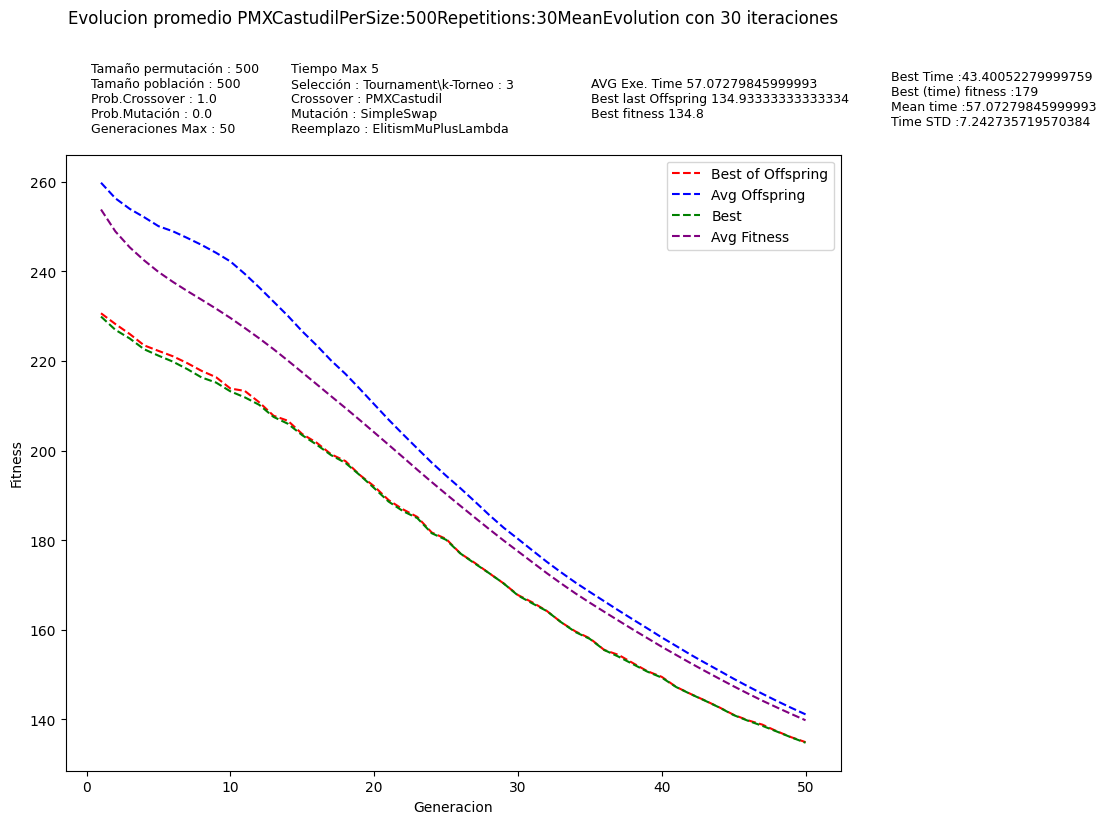 Evolucion promedio PMXCastudilPerSize:500Repetitions:30MeanEvolution con 30 iteraciones
Tamaño permutación : 500
Tamaño población : 500
Prob.Crossover : 1.0
Prob.Mutación : 0.0
Generaciones Max : 50
Tiempo Max 5
Selección : Tournament\k-Torneo : 3
Crossover : PMXCastudil
Mutación : SimpleSwap
Reemplazo : ElitismMuPlusLambda
AVG Exe. Time 57.07279845999993
Best last Offspring 134.93333333333334
Best fitness 134.8
Best Time :43.40052279999759
Best (time) fitness :179
Mean time :57.07279845999993
Time STD :7.242735719570384
Best of Offspring
Avg Offspring
Best
Avg Fitness
Fitness
260
240
220
200
180
160
140
0
10
20
30
40
50
Generacion